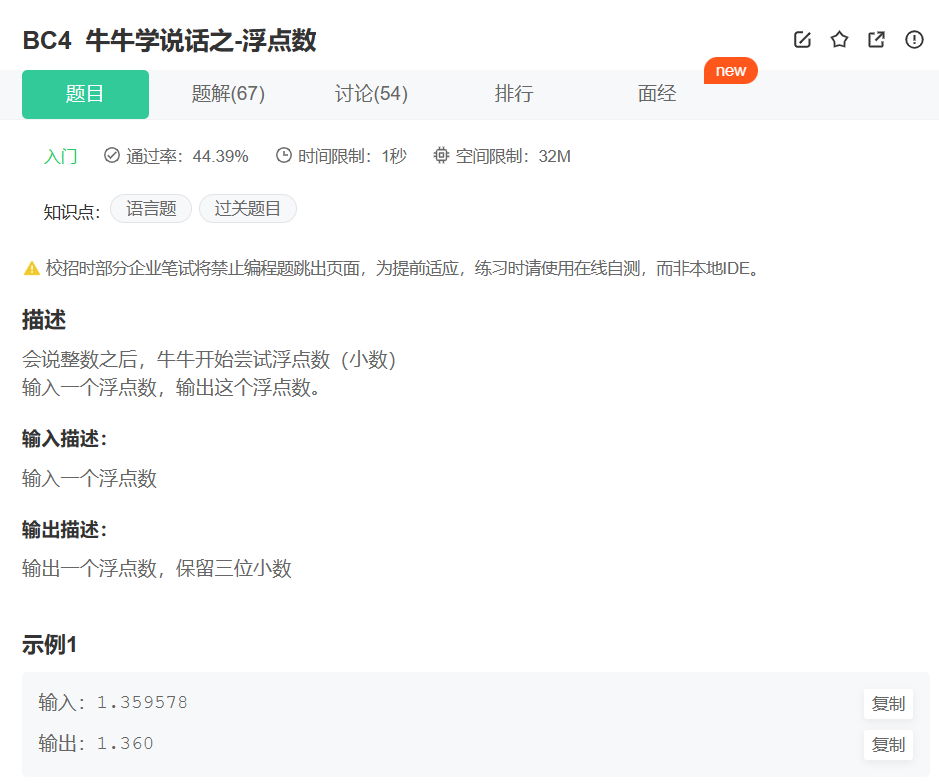 BC4 牛牛学说话之-浮点数
题目 题解(67) 讨论(54) 排行 面经 new
入门 通过率：44.39% 时间限制：1秒 空间限制：32M
知识点： 语言题 过关题目
校招时部分企业笔试将禁止编程题跳出页面，为提前适应，练习时请使用在线自测，而非本地IDE。
描述
会说整数之后，牛牛开始尝试浮点数（小数）
输入一个浮点数，输出这个浮点数。
输入描述：
输入一个浮点数
输出描述：
输出一个浮点数，保留三位小数
示例1
输入：1.359578 复制
输出：1.360 复制